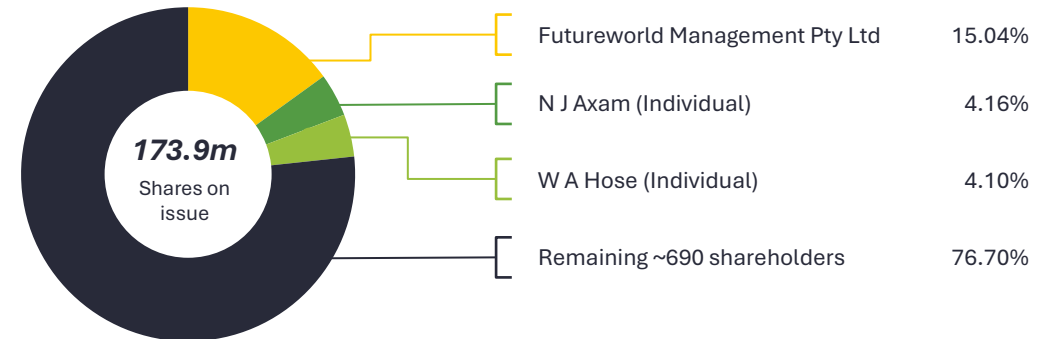 173.9m
Shares on
issue
Futureworld Management Pty Ltd 15.04%
N J Axam (Individual) 4.16%
W A Hose (Individual) 4.10%
Remaining ~690 shareholders 76.70%